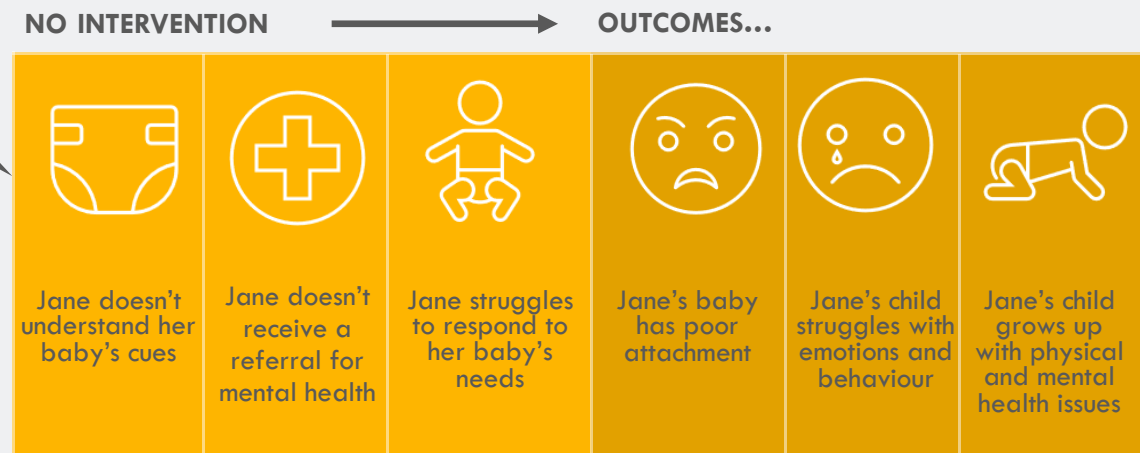 NO INTERVENTION
OUTCOMES...
Jane doesn't
understand her
baby's cues
Jane doesn't
receive a
referral for
mental health
Jane struggles
to respond to
her baby's
needs
Jane's baby
has poor
attachment
Jane's child
struggles with
emotions and
behaviour
Jane's child
grows up
with physical
and mental
health issues